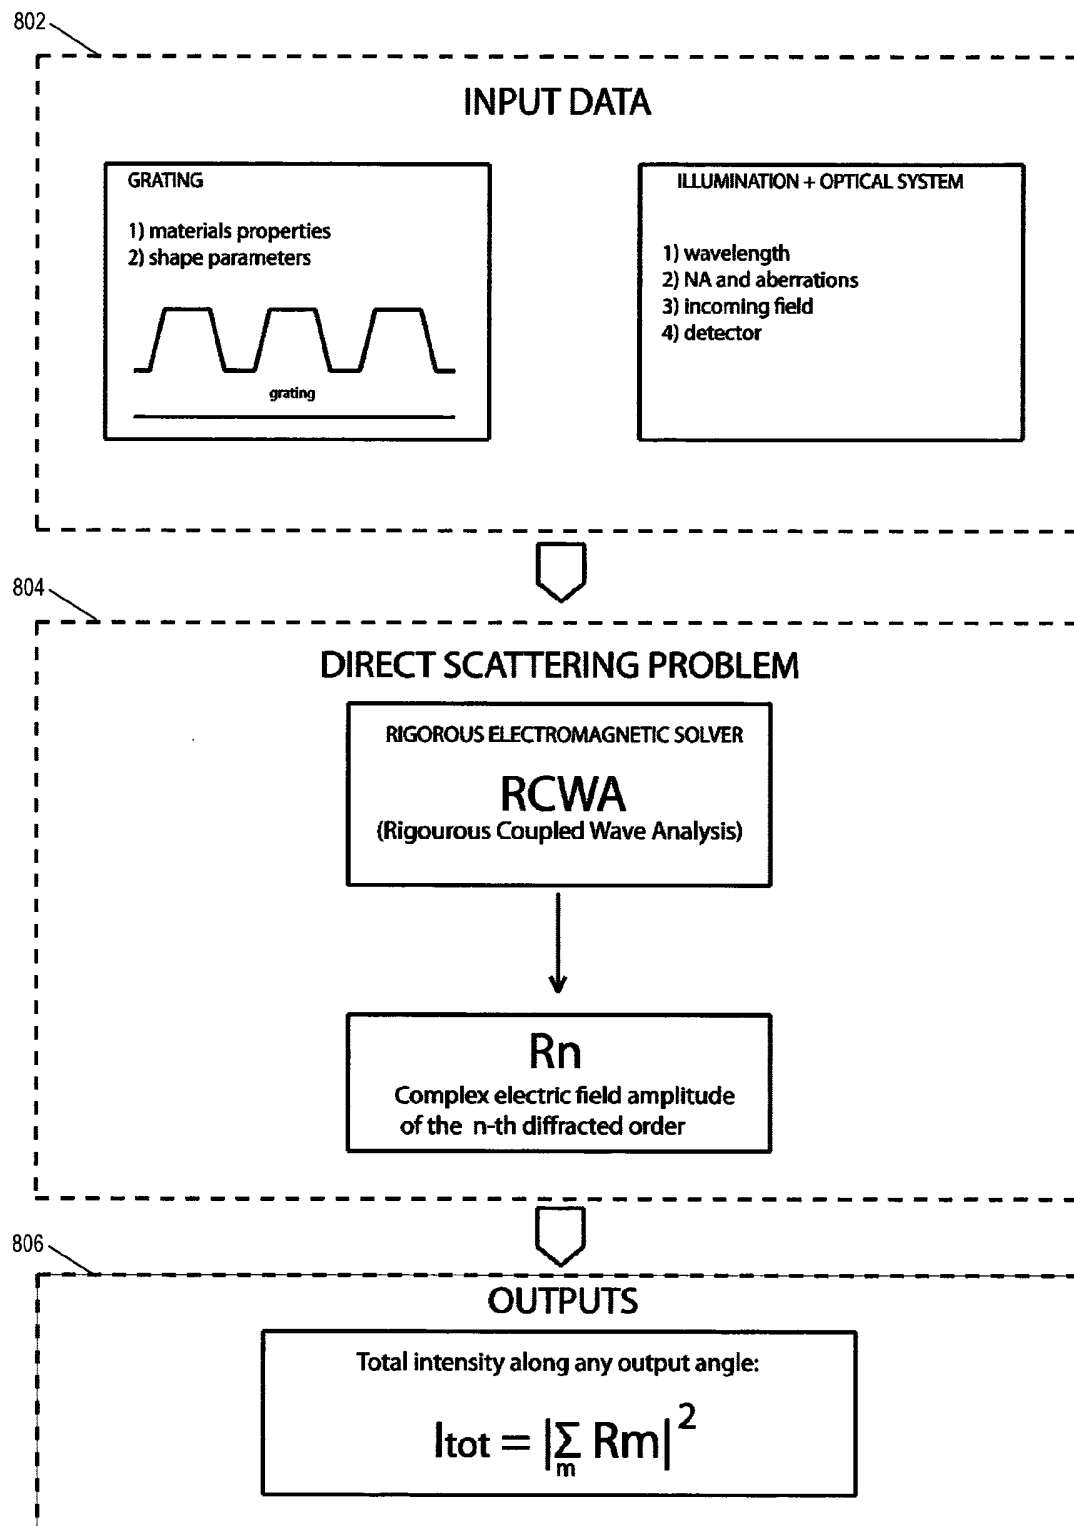 802
INPUT DATA
GRATING
1) materials properties
2) shape parameters
grating
ILLUMINATION + OPTICAL SYSTEM
1) wavelength
2) NA and aberrations
3) incoming field
4) detector
804
DIRECT SCATTERING PROBLEM
RIGOROUS ELECTROMAGNETIC SOLVER
RCWA
(Rigourous Coupled Wave Analysis)
Rn
Complex electric field amplitude
of the n-th diffracted order
806
OUTPUTS
Total intensity along any output angle:
Itot = |Σm Rm|²